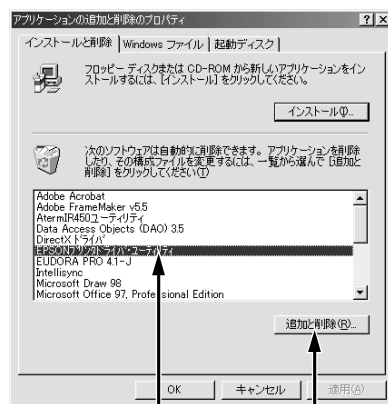 アプリケーションの追加と削除のプロパティ
インストールと削除
Windows ファイル
起動ディスク
フロッピー ディスクまたは CD-ROM から新しいアプリケーションをイン
ストールするには、[インストール] をクリックしてください。
インストール(I)...
次のソフトウェアは自動的に削除できます。アプリケーションを削除
したり、その構成ファイルを変更するには、一覧から選んで [追加と
削除] をクリックしてください(T)
Adobe Acrobat
Adobe FrameMaker v5.5
AtermIR450ユーティリティ
Data Access Objects (DAO) 3.5
DirectX ドライバ
EPSONプリンタドライバ・ユーティリティ
EUDORA PRO 4.1-J
Intellisync
Microsoft Draw 98
Microsoft Office 97, Professional Edition
追加と削除(R)...
OK
キャンセル
適用(A)